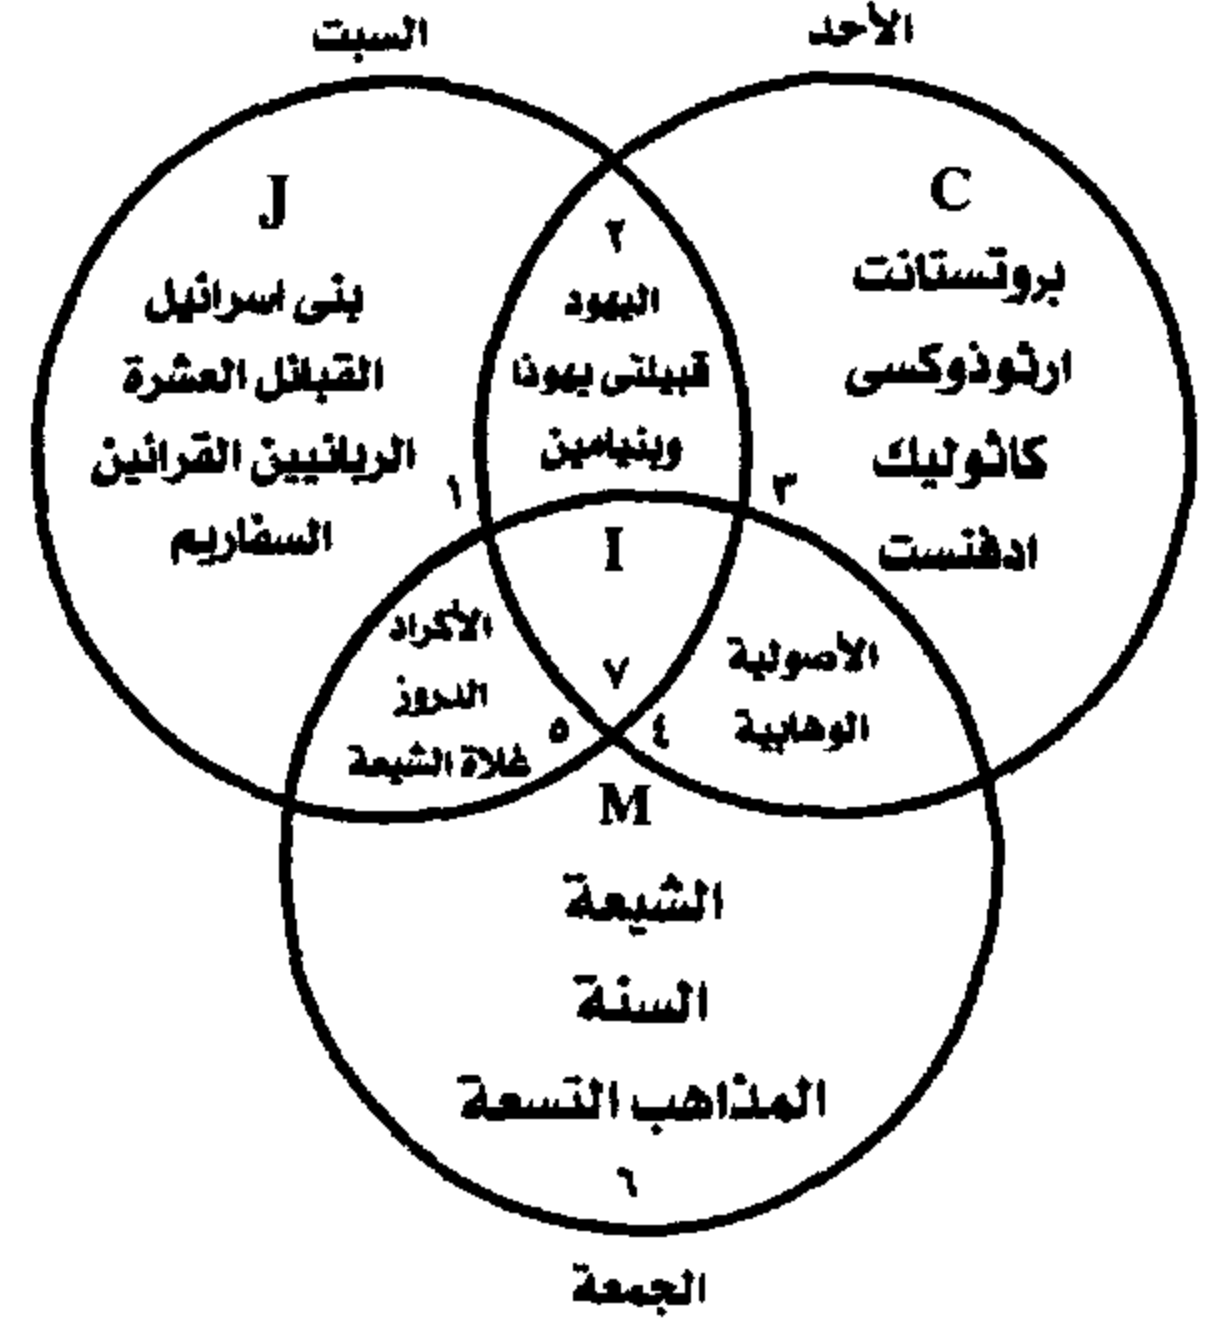 السبت
الأحد
J
بنى اسرائيل
القبائل العشرة
الربانيين القرائين
السفاريم
١
٢
اليهود
قبيلتى يهوذا
وبنيامين
C
بروتستانت
ارثوذوكسى
كاثوليك
ادفنست
٣
I
٧
الأكراد
الدروز
غلاة الشيعة
٥
الأصولية
الوهابية
٤
M
الشيعة
السنة
المذاهب التسعة
٦
الجمعة